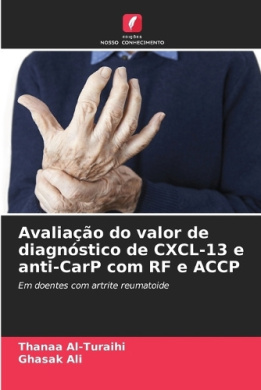 edições
NOSSO CONHECIMENTO
Avaliação do valor de
diagnóstico de CXCL-13 e
anti-CarP com RF e ACCP
Em doentes com artrite reumatoide
Thanaa Al-Turaihi
Ghasak Ali